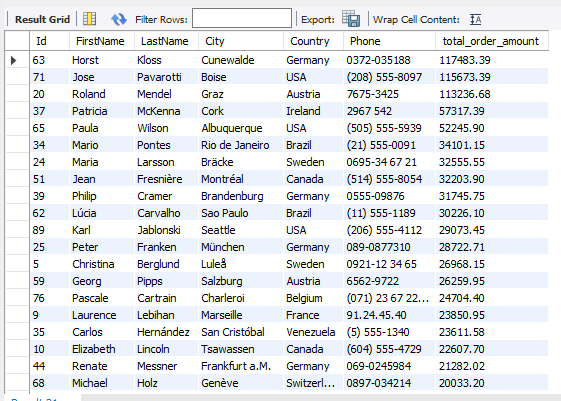 Result Grid Filter Rows: Export: Wrap Cell Content:
Id FirstName LastName City Country Phone total_order_amount
63 Horst Kloss Cunewalde Germany 0372-035188 117483.39
71 Jose Pavarotti Boise USA (208) 555-8097 115673.39
20 Roland Mendel Graz Austria 7675-3425 113236.68
37 Patricia McKenna Cork Ireland 2967 542 57317.39
65 Paula Wilson Albuquerque USA (505) 555-5939 52245.90
34 Mario Pontes Rio de Janeiro Brazil (21) 555-0091 34101.15
24 Maria Larsson Bräcke Sweden 0695-34 67 21 32555.55
51 Jean Fresnière Montréal Canada (514) 555-8054 32203.90
39 Philip Cramer Brandenburg Germany 0555-09876 31745.75
62 Lúcia Carvalho Sao Paulo Brazil (11) 555-1189 30226.10
89 Karl Jablonski Seattle USA (206) 555-4112 29073.45
25 Peter Franken München Germany 089-0877310 28722.71
5 Christina Berglund Luleå Sweden 0921-12 34 65 26968.15
59 Georg Pipps Salzburg Austria 6562-9722 26259.95
76 Pascale Cartrain Charleroi Belgium (071) 23 67 22... 24704.40
9 Laurence Lebihan Marseille France 91.24.45.40 23850.95
35 Carlos Hernández San Cristóbal Venezuela (5) 555-1340 23611.58
10 Elizabeth Lincoln Tsawassen Canada (604) 555-4729 22607.70
44 Renate Messner Frankfurt a.M. Germany 069-0245984 21282.02
68 Michael Holz Genève Switzerl... 0897-034214 20033.20